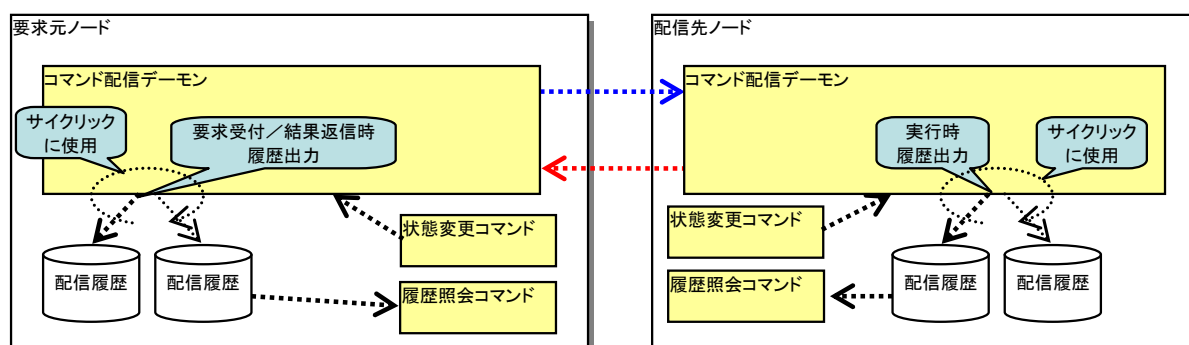 要求元ノード
コマンド配信デーモン
サイクリック
に使用
要求受付／結果返信時
履歴出力
状態変更コマンド
配信履歴
配信履歴
履歴照会コマンド
配信先ノード
コマンド配信デーモン
実行時
履歴出力
サイクリック
に使用
状態変更コマンド
履歴照会コマンド
配信履歴
配信履歴